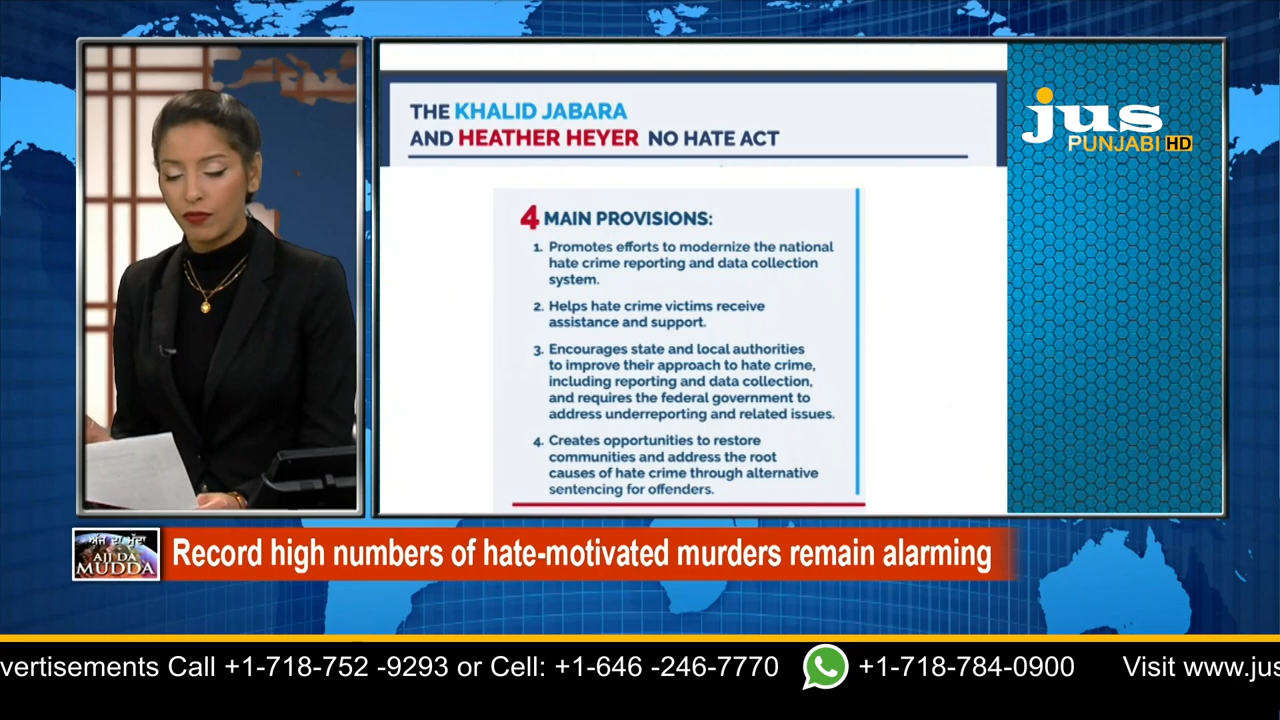 THE KHALID JABARA
AND HEATHER HEYER NO HATE ACT
4 MAIN PROVISIONS:
1. Promotes efforts to modernize the national
hate crime reporting and data collection
system.
2. Helps hate crime victims receive
assistance and support.
3. Encourages state and local authorities
to improve their approach to hate crime,
including reporting and data collection,
and requires the federal government to
address underreporting and related issues.
4. Creates opportunities to restore
communities and address the root
causes of hate crime through alternative
sentencing for offenders.
jus
PUNJABI HD
ਅੱਜ ਦਾ ਮੁੱਦਾ
AJJ DA
MUDDA
Record high numbers of hate-motivated murders remain alarming
vertisements Call +1-718-752 -9293 or Cell: +1-646 -246-7770 +1-718-784-0900 Visit www.jus